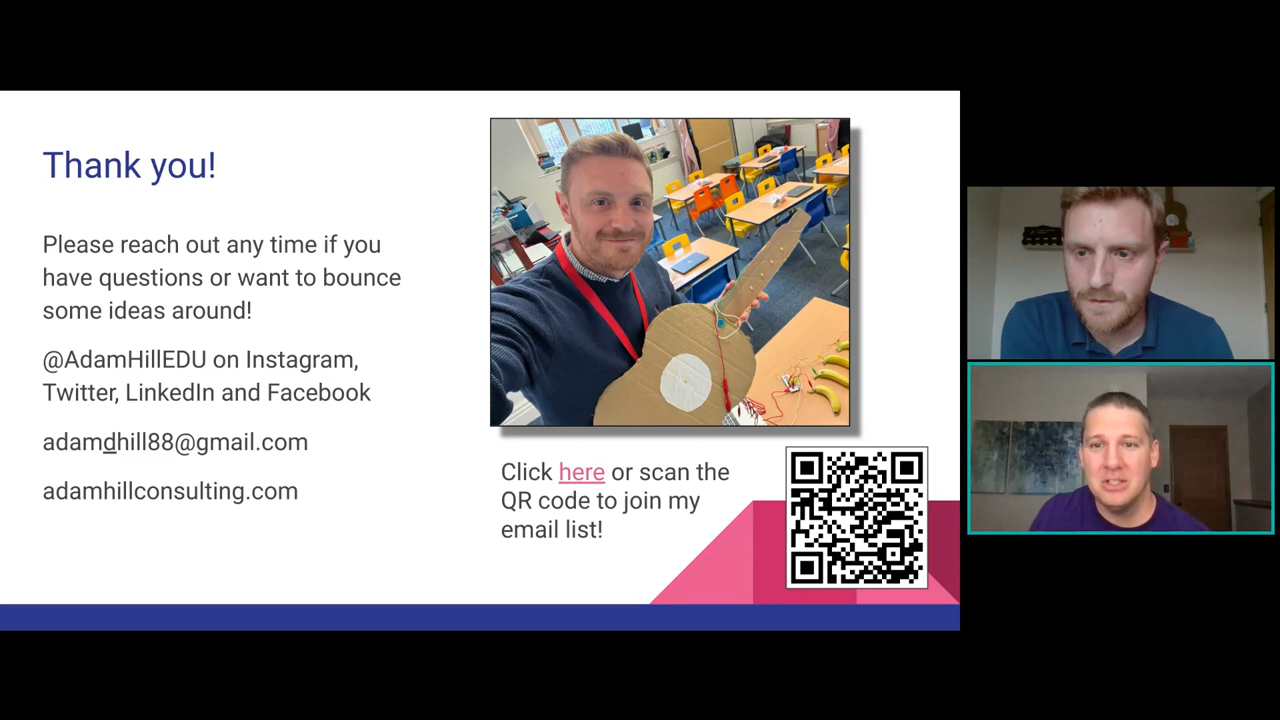 Thank you!
Please reach out any time if you
have questions or want to bounce
some ideas around!
@AdamHillEDU on Instagram,
Twitter, LinkedIn and Facebook
adamdhill88@gmail.com
adamhillconsulting.com
Click here or scan the
QR code to join my
email list!